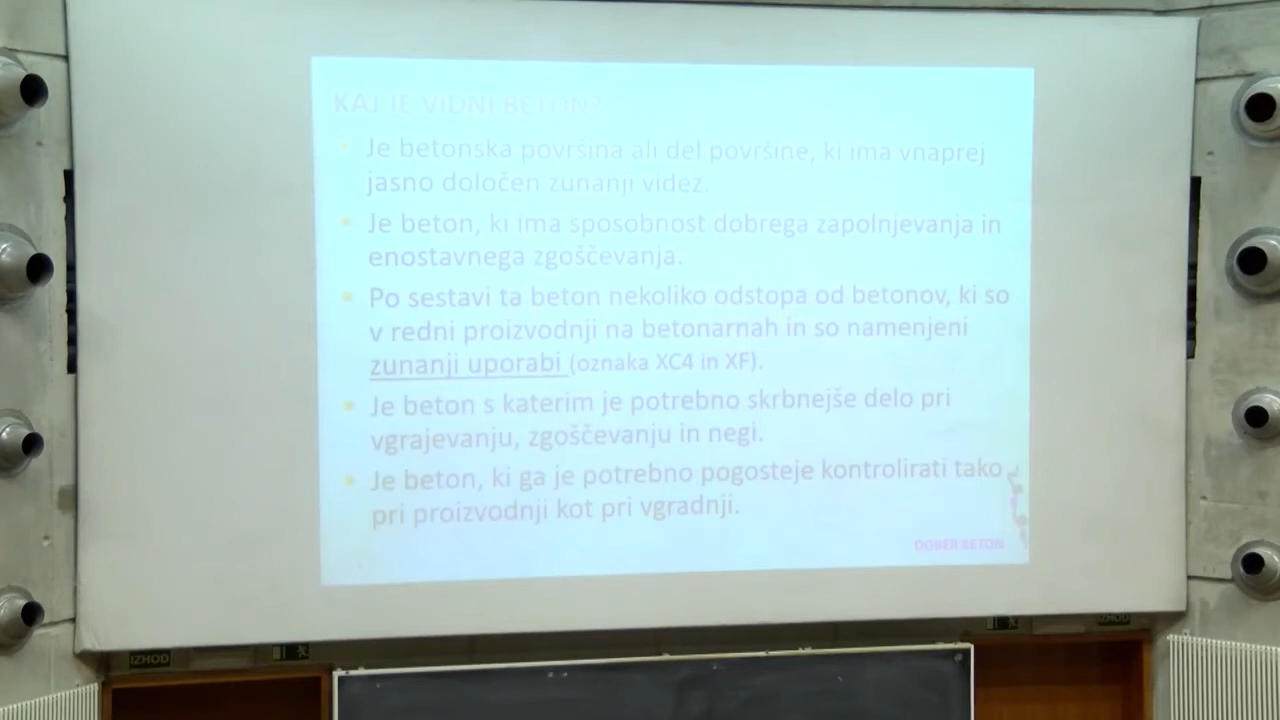 KAJ JE VIDNI BETON?
Je betonska površina ali del površine, ki ima vnaprej
jasno določen zunanji videz.
Je beton, ki ima sposobnost dobrega zapolnjevanja in
enostavnega zgoščevanja.
Po sestavi ta beton nekoliko odstopa od betonov, ki so
v redni proizvodnji na betonarnah in so namenjeni
zunanji uporabi (oznaka XC4 in XF).
Je beton s katerim je potrebno skrbnejše delo pri
vgrajevanju, zgoščevanju in negi.
Je beton, ki ga je potrebno pogosteje kontrolirati tako
pri proizvodnji kot pri vgradnji.
DOBER BETON
IZHOD
IZHOD